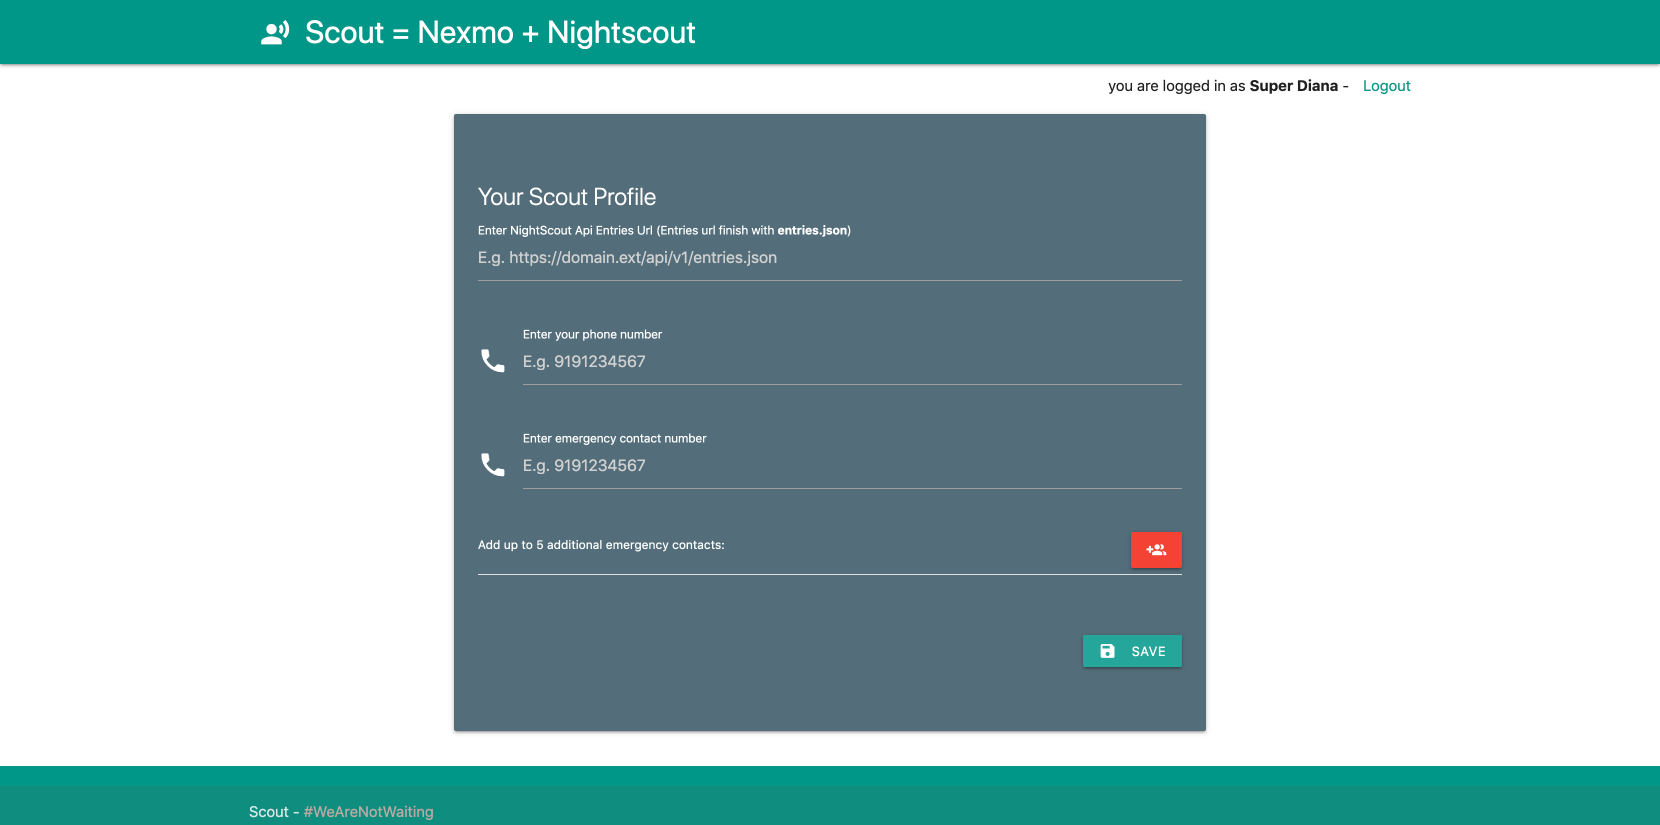 Scout = Nexmo + Nightscout
you are logged in as Super Diana - Logout
Your Scout Profile
Enter NightScout Api Entries Url (Entries url finish with entries.json)
E.g. https://domain.ext/api/v1/entries.json
Enter your phone number
E.g. 9191234567
Enter emergency contact number
E.g. 9191234567
Add up to 5 additional emergency contacts:
SAVE
Scout - #WeAreNotWaiting